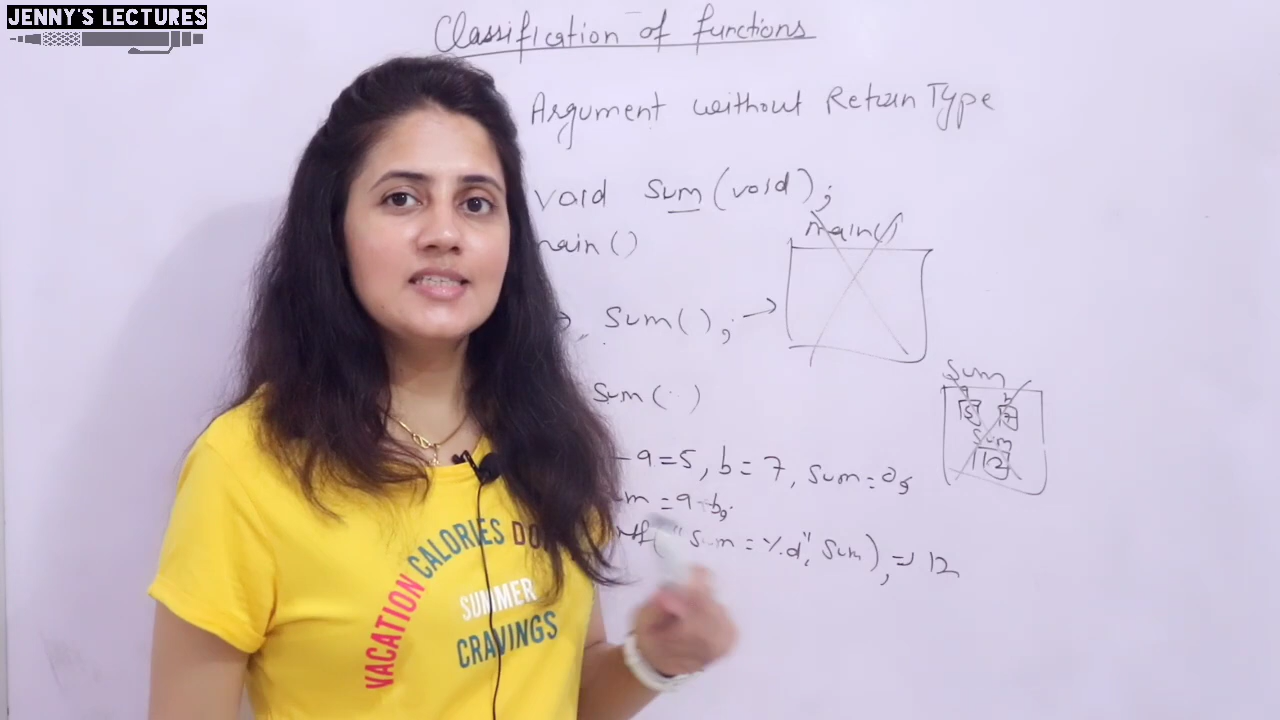 JENNY'S LECTURES
Classification of functions
Argument without Return Type
void sum(void);
main()
main()
sum(); →
sum
5 7
sum
12
sum( )
a=5, b=7, sum=0;
=a+b;
("sum=%d", sum); ⇒ 12
VACATION CALORIES
SUMMER
CRAVINGS